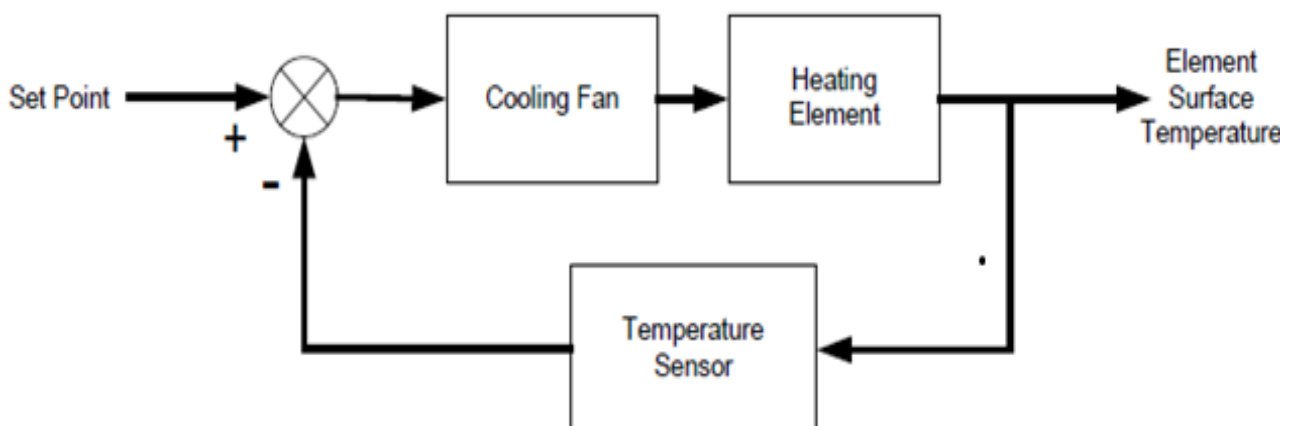 Set Point
+
-
Cooling Fan
Heating
Element
Element
Surface
Temperature
Temperature
Sensor